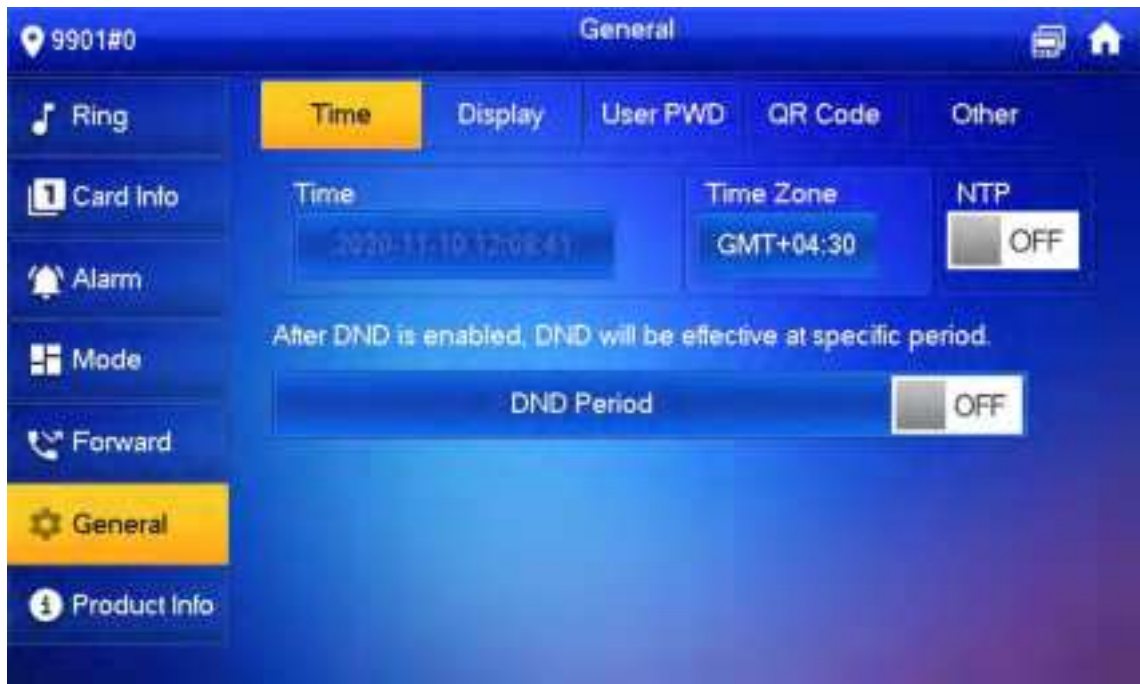 9901#0
General
Ring
Card Info
Alarm
Mode
Forward
General
Product Info
Time
Display
User PWD
QR Code
Other
Time
Time Zone
GMT+04:30
NTP
OFF
After DND is enabled, DND will be effective at specific period.
DND Period
OFF